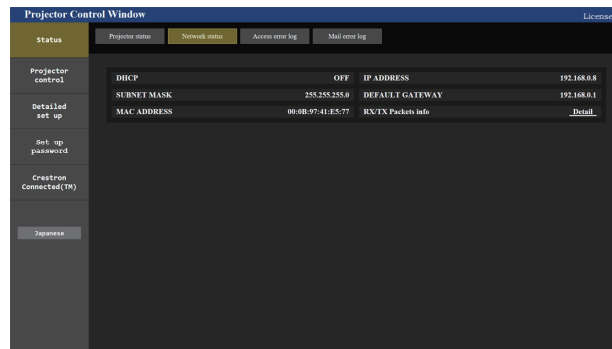 Projector Control Window
License
Status
Projector status Network status Access error log Mail error log
Projector control
Detailed set up
Set up password
Crestron Connected(TM)
Japanese
DHCP OFF IP ADDRESS 192.168.0.8
SUBNET MASK 255.255.255.0 DEFAULT GATEWAY 192.168.0.1
MAC ADDRESS 00:0B:97:41:E5:77 RX/TX Packets info Detail